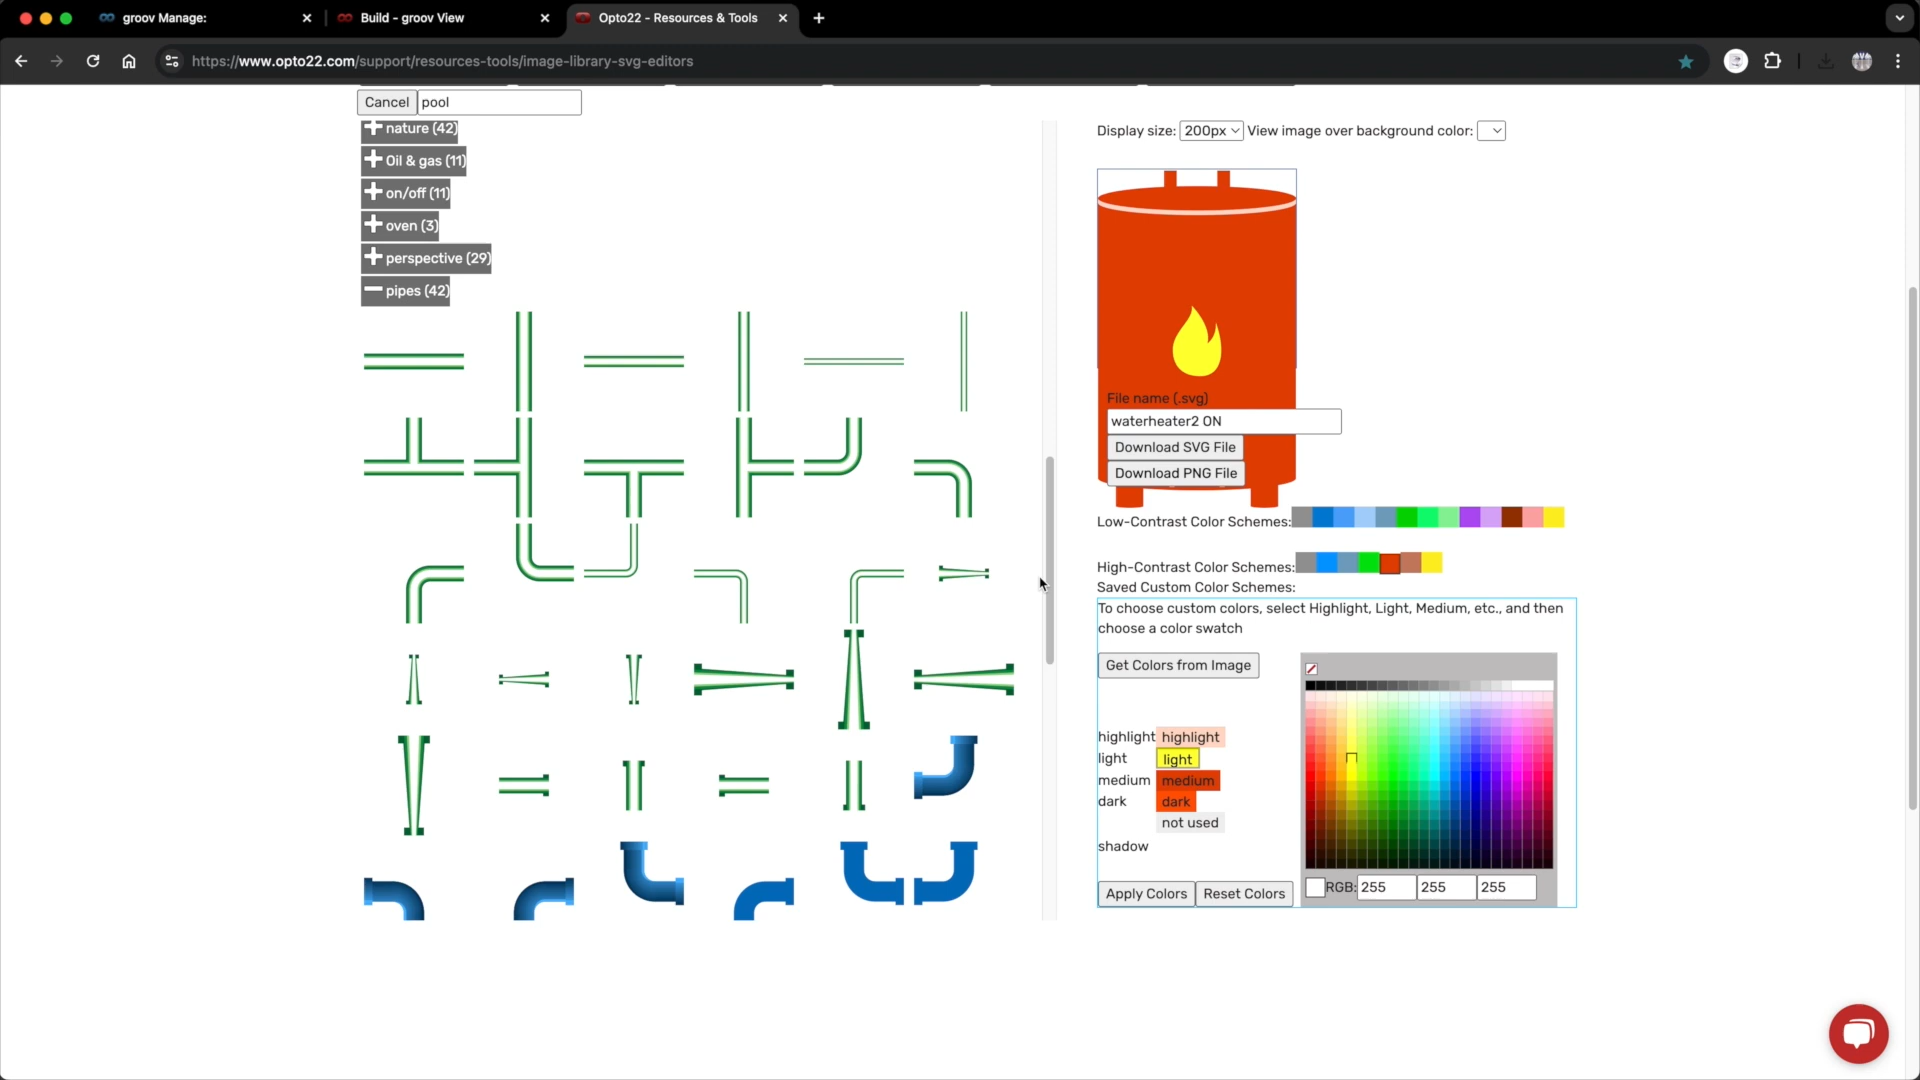 groov Manage:
Build - groov View
Opto22 - Resources & Tools
https://www.opto22.com/support/resources-tools/image-library-svg-editors
Cancel
pool
nature (42)
Oil & gas (11)
on/off (11)
oven (3)
perspective (29)
pipes (42)
Display size: 200px View image over background color:
File name (.svg)
waterheater2 ON
Download SVG File
Download PNG File
Low-Contrast Color Schemes:
High-Contrast Color Schemes:
Saved Custom Color Schemes:
To choose custom colors, select Highlight, Light, Medium, etc., and then
choose a color swatch
Get Colors from Image
highlight highlight
light light
medium medium
dark dark
not used
shadow
Apply Colors Reset Colors
RGB: 255 255 255